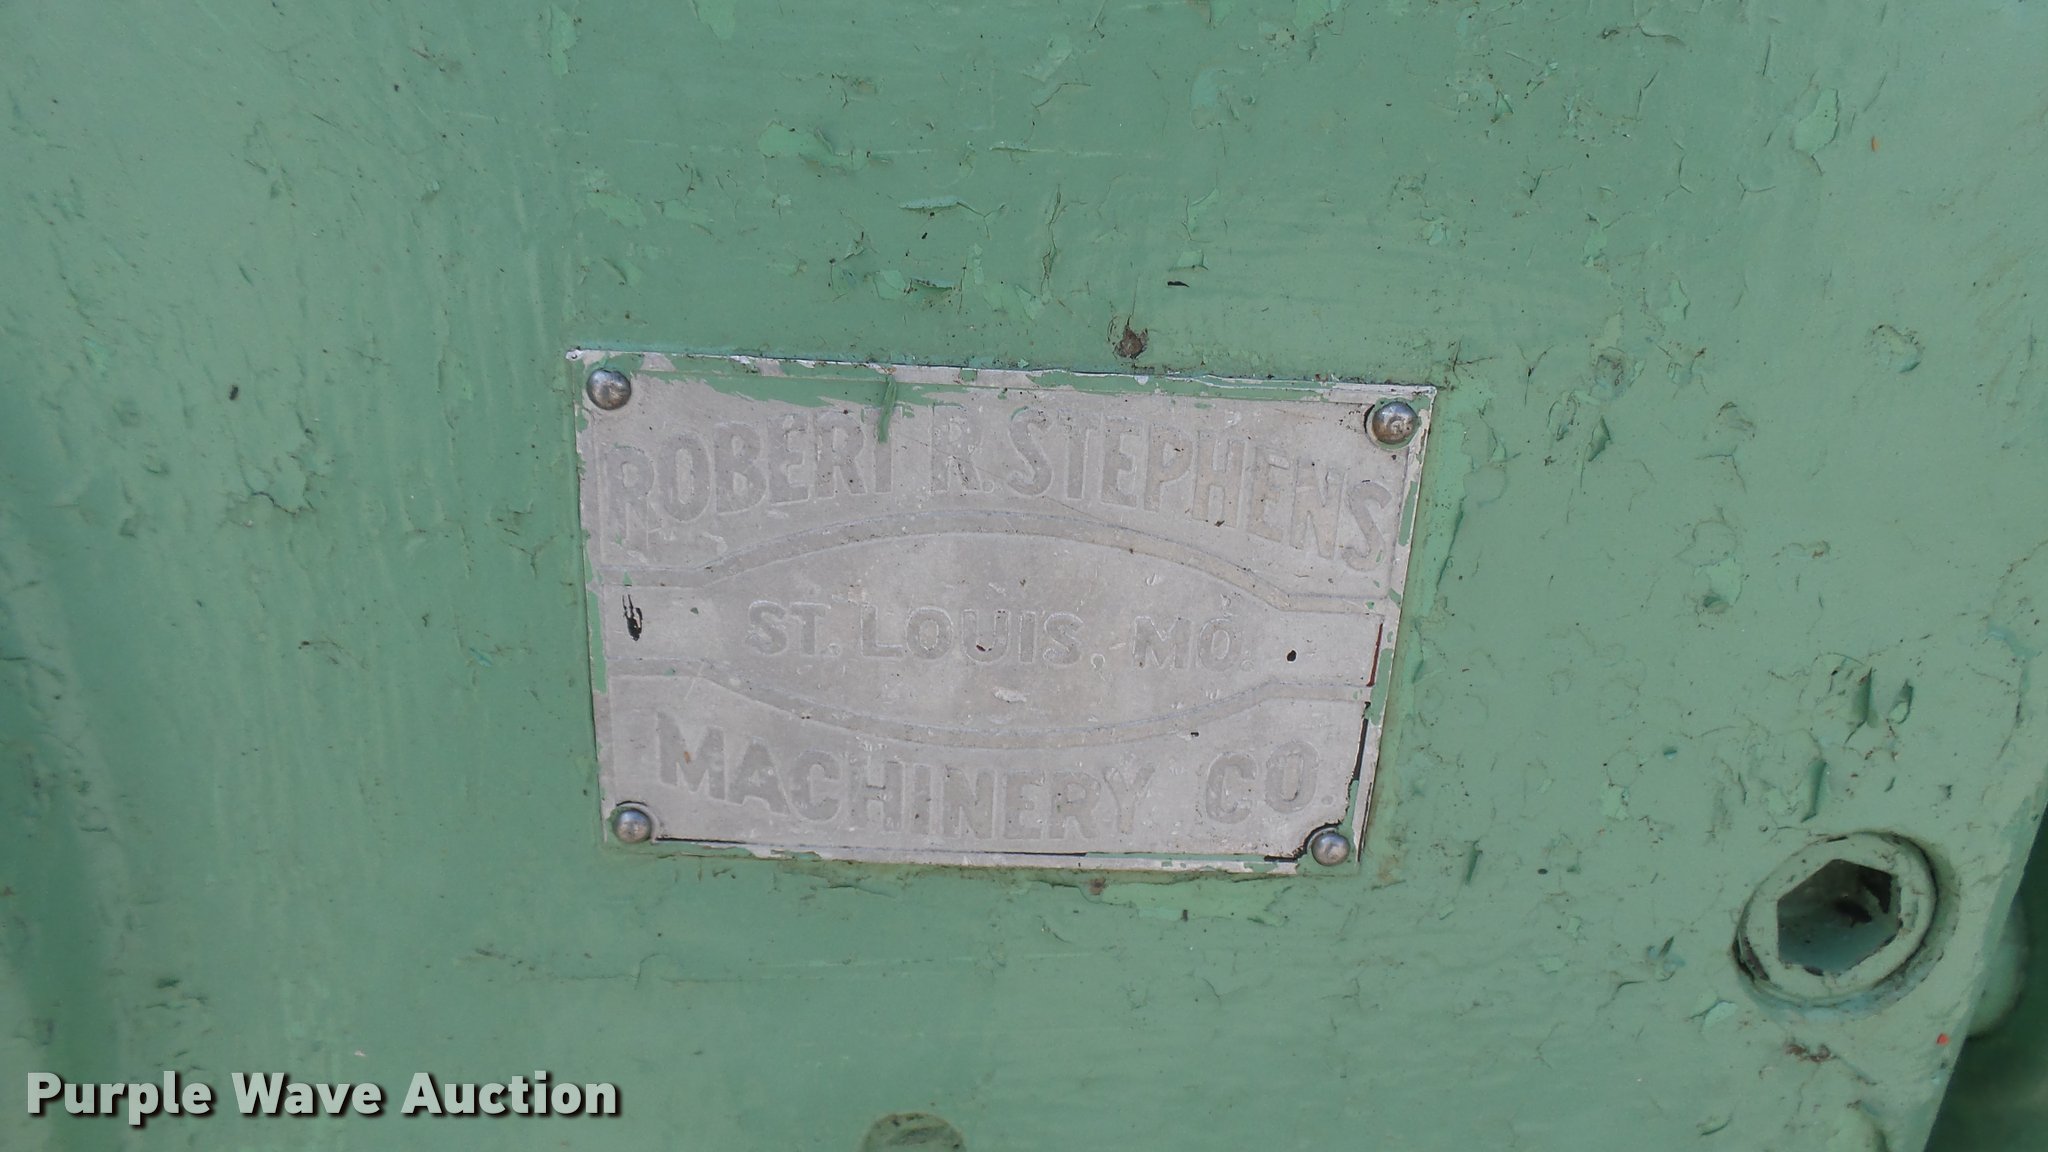 ROBERT R. STEPHENS
ST. LOUIS, MO.
MACHINERY CO.
Purple Wave Auction